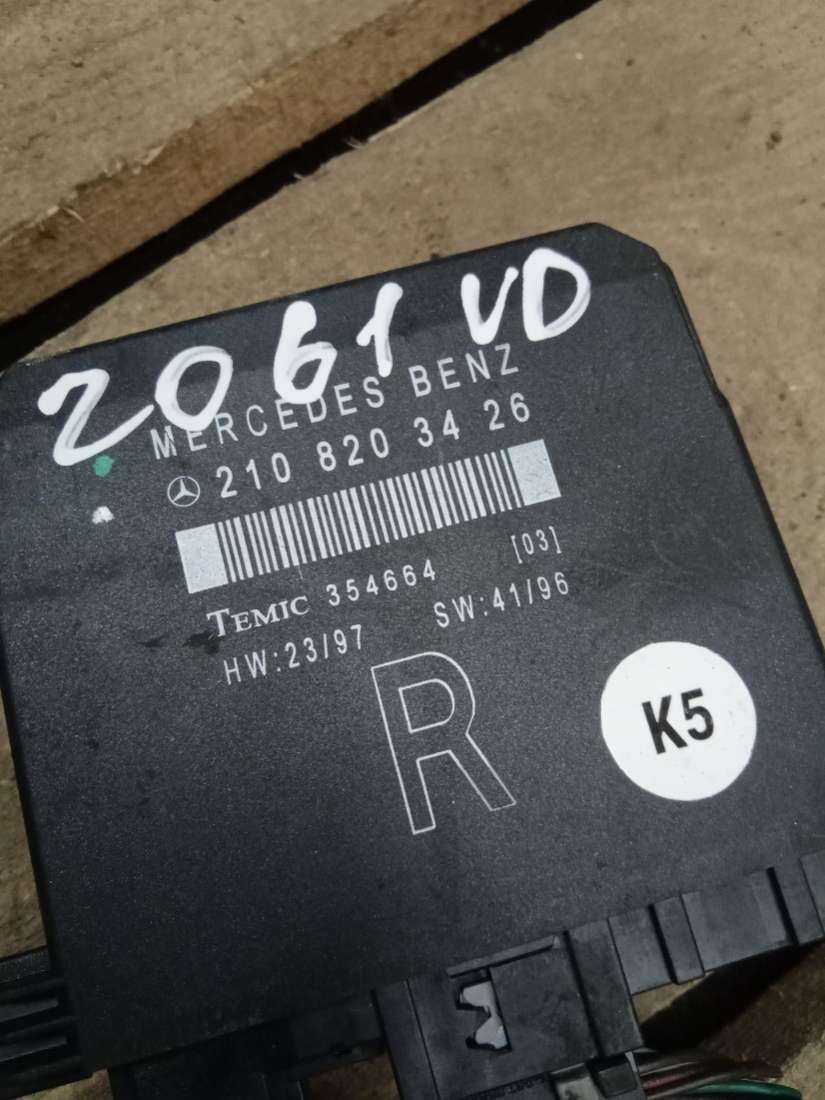 2061 VD
MERCEDES BENZ
210 820 34 26
TEMIC 354664 [03]
HW:23/97 SW:41/96
R
K5